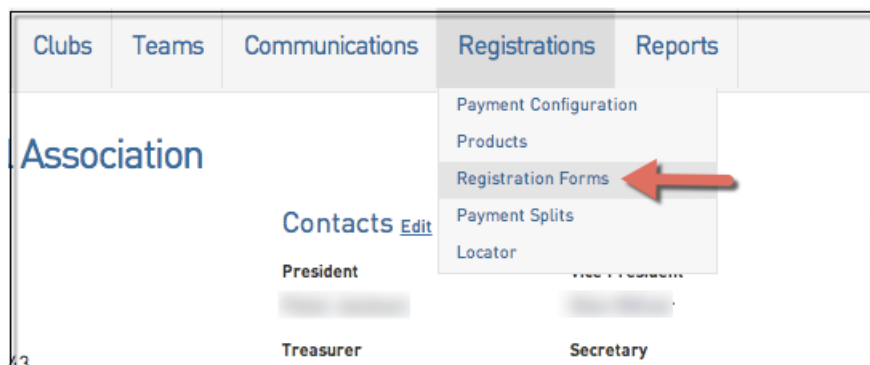 Clubs Teams Communications Registrations Reports
Payment Configuration
Association
Products
Registration Forms
Payment Splits
Contacts Edit
Locator
President
Treasurer Secretary
43